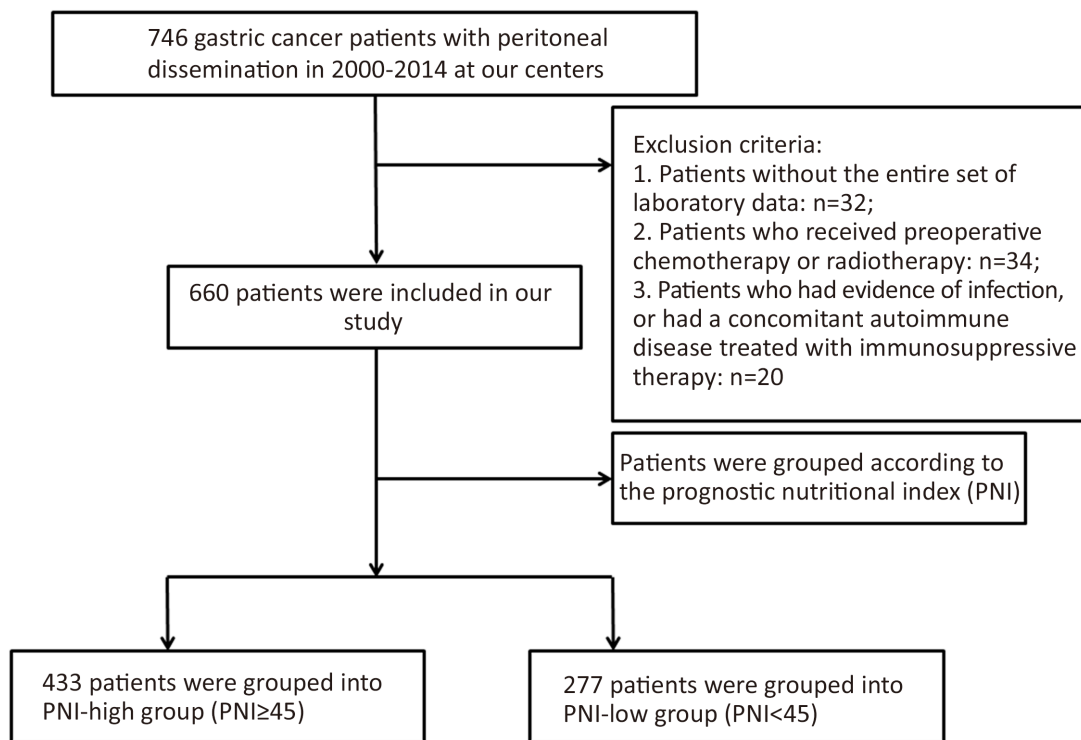 746 gastric cancer patients with peritoneal
dissemination in 2000-2014 at our centers
Exclusion criteria:
1. Patients without the entire set of
laboratory data: n=32;
2. Patients who received preoperative
chemotherapy or radiotherapy: n=34;
3. Patients who had evidence of infection,
or had a concomitant autoimmune
disease treated with immunosuppressive
therapy: n=20
660 patients were included in our
study
Patients were grouped according to
the prognostic nutritional index (PNI)
433 patients were grouped into
PNI-high group (PNI≥45)
277 patients were grouped into
PNI-low group (PNI<45)